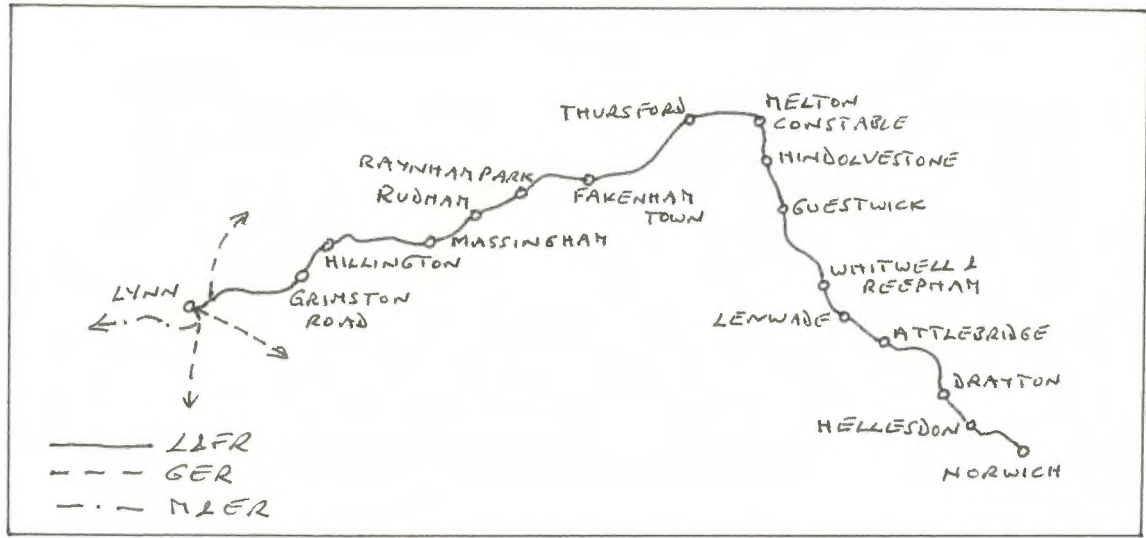 THURSFORD
MELTON
CONSTABLE
HINDOLVESTONE
RAYNHAM PARK
RUDHAM
FAKENHAM
TOWN
GUESTWICK
MASSINGHAM
HILLINGTON
LYNN
GRIMSTON
ROAD
WHITWELL &
REEPHAM
LENWADE
ATTLEBRIDGE
DRAYTON
HELLESDON
NORWICH
L&FR
GER
M&ER